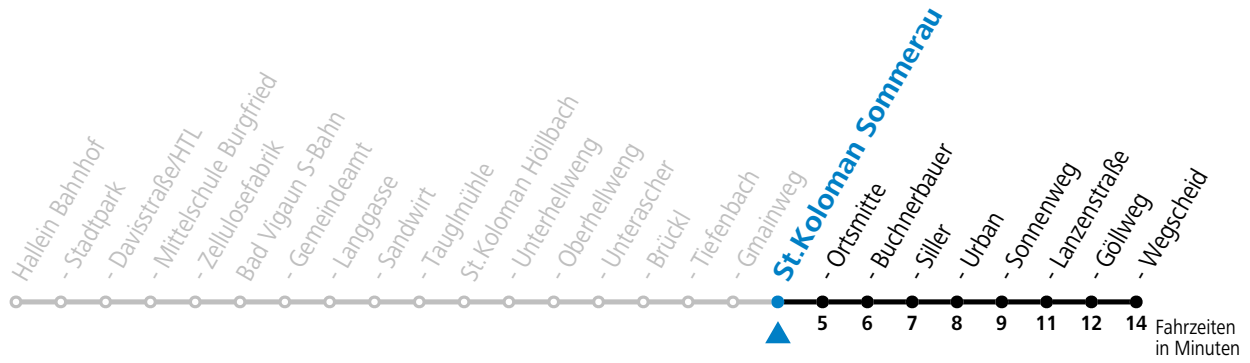 Hallein Bahnhof
- Stadtpark
- Davisstraße/HTL
- Mittelschule Burgfried
- Zellulosefabrik
Bad Vigaun S-Bahn
- Gemeindeamt
- Langgasse
- Sandwirt
- Tauglmühle
St.Koloman Höllbach
- Unterhellweng
- Oberhellweng
- Unterascher
- Brückl
- Tiefenbach
- Gmainweg
St.Koloman Sommerau
- Ortsmitte
- Buchnerbauer
- Siller
- Urban
- Sonnenweg
- Lanzenstraße
- Göllweg
- Wegscheid
5 6 7 8 9 11 12 14 Fahrzeiten
in Minuten